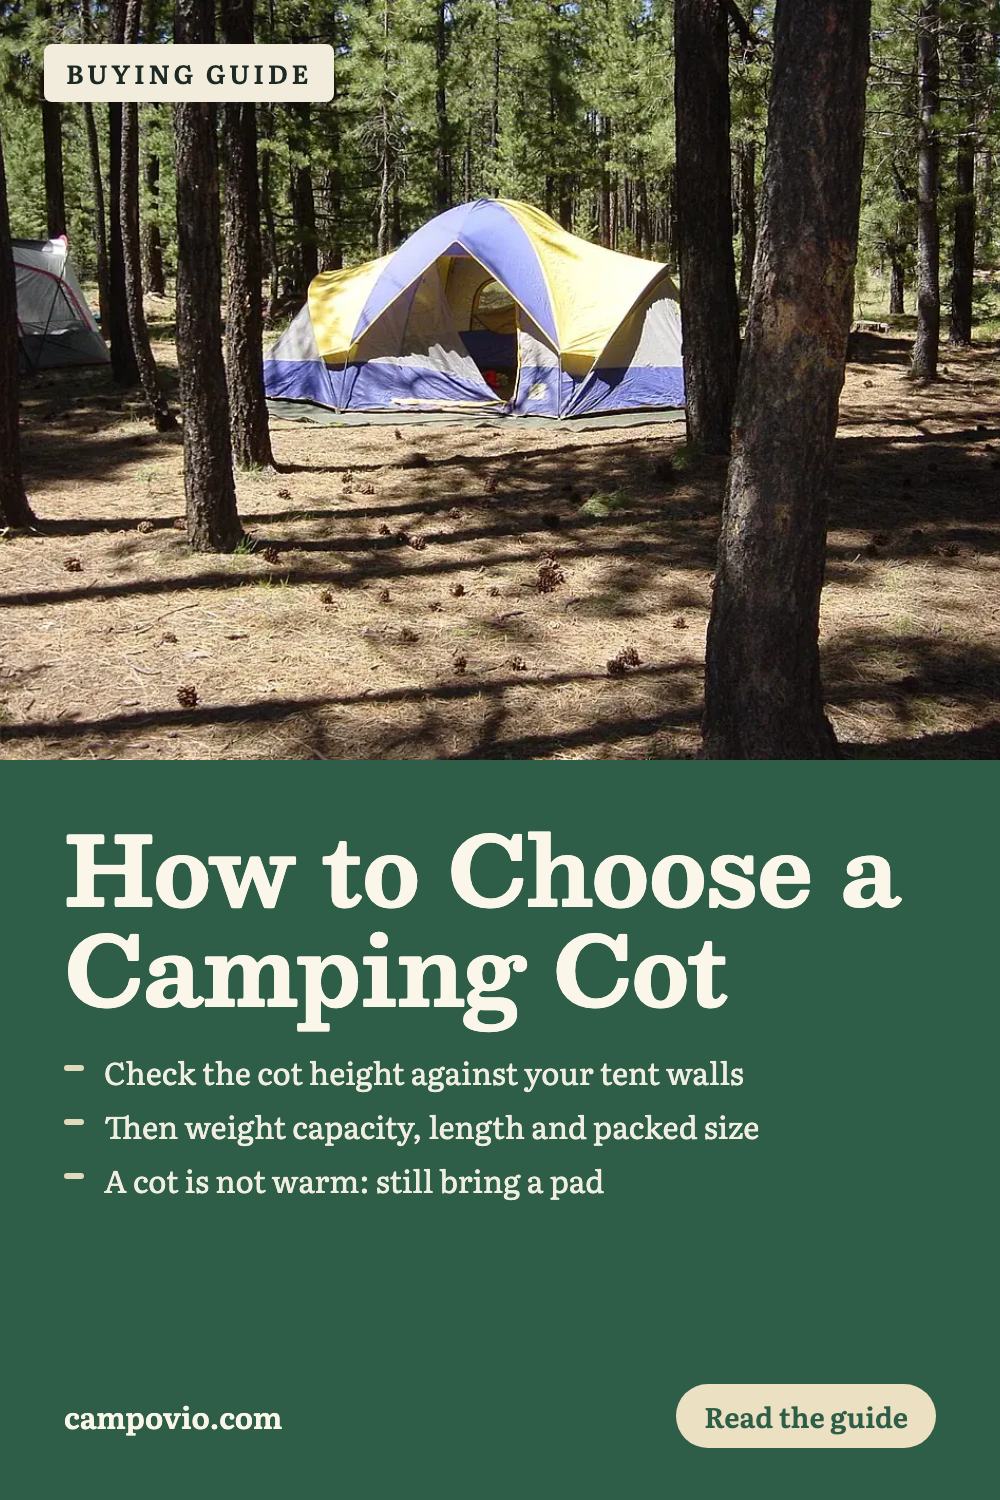 BUYING GUIDE
How to Choose a
Camping Cot
Check the cot height against your tent walls
Then weight capacity, length and packed size
A cot is not warm: still bring a pad
campovio.com
Read the guide